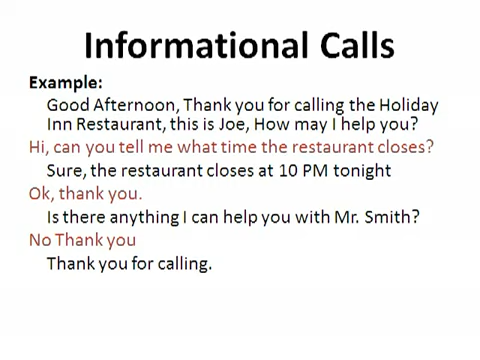 Informational Calls
Example:
Good Afternoon, Thank you for calling the Holiday
Inn Restaurant, this is Joe, How may I help you?
Hi, can you tell me what time the restaurant closes?
Sure, the restaurant closes at 10 PM tonight
Ok, thank you.
Is there anything I can help you with Mr. Smith?
No Thank you
Thank you for calling.